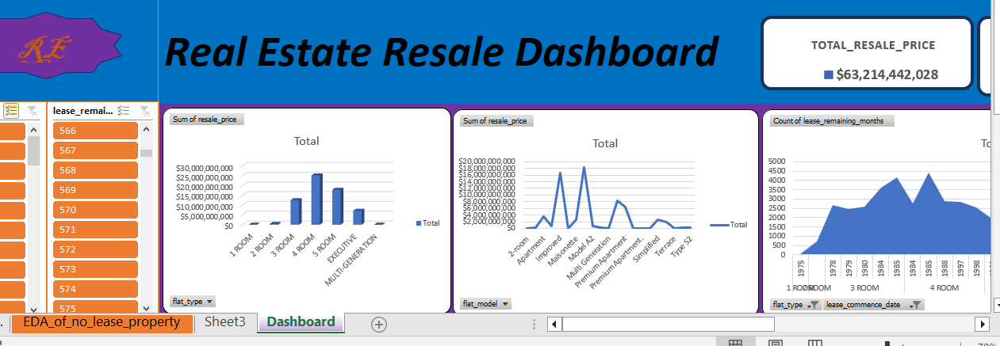 RE
Real Estate Resale Dashboard
TOTAL_RESALE_PRICE
$63,214,442,028
lease_remai...
566
567
568
569
570
571
572
573
574
575
Sum of resale_price
Total
$30,000,000,000
$25,000,000,000
$20,000,000,000
$15,000,000,000
$10,000,000,000
$5,000,000,000
$0
1 ROOM
2 ROOM
3 ROOM
4 ROOM
5 ROOM
EXECUTIVE
MULTI-GENERATION
Total
flat_type
Sum of resale_price
Total
$20,000,000,000
$18,000,000,000
$16,000,000,000
$14,000,000,000
$12,000,000,000
$10,000,000,000
$8,000,000,000
$6,000,000,000
$4,000,000,000
$2,000,000,000
$0
2-room
Apartment
Improved
Maisonette
Model A2
Multi Generation
Premium Apartment
Premium Apartment.
Simplified
Terrace
Type S2
Total
flat_model
Count of lease_remaining_months
5000
4500
4000
3500
3000
2500
2000
1500
1000
500
0
1975
1978
1979
1980
1984
1985
1984
1985
1988
1997
1998
1 ROOM
3 ROOM
4 ROOM
flat_type
lease_commence_date
EDA_of_no_lease_property
Sheet3
Dashboard